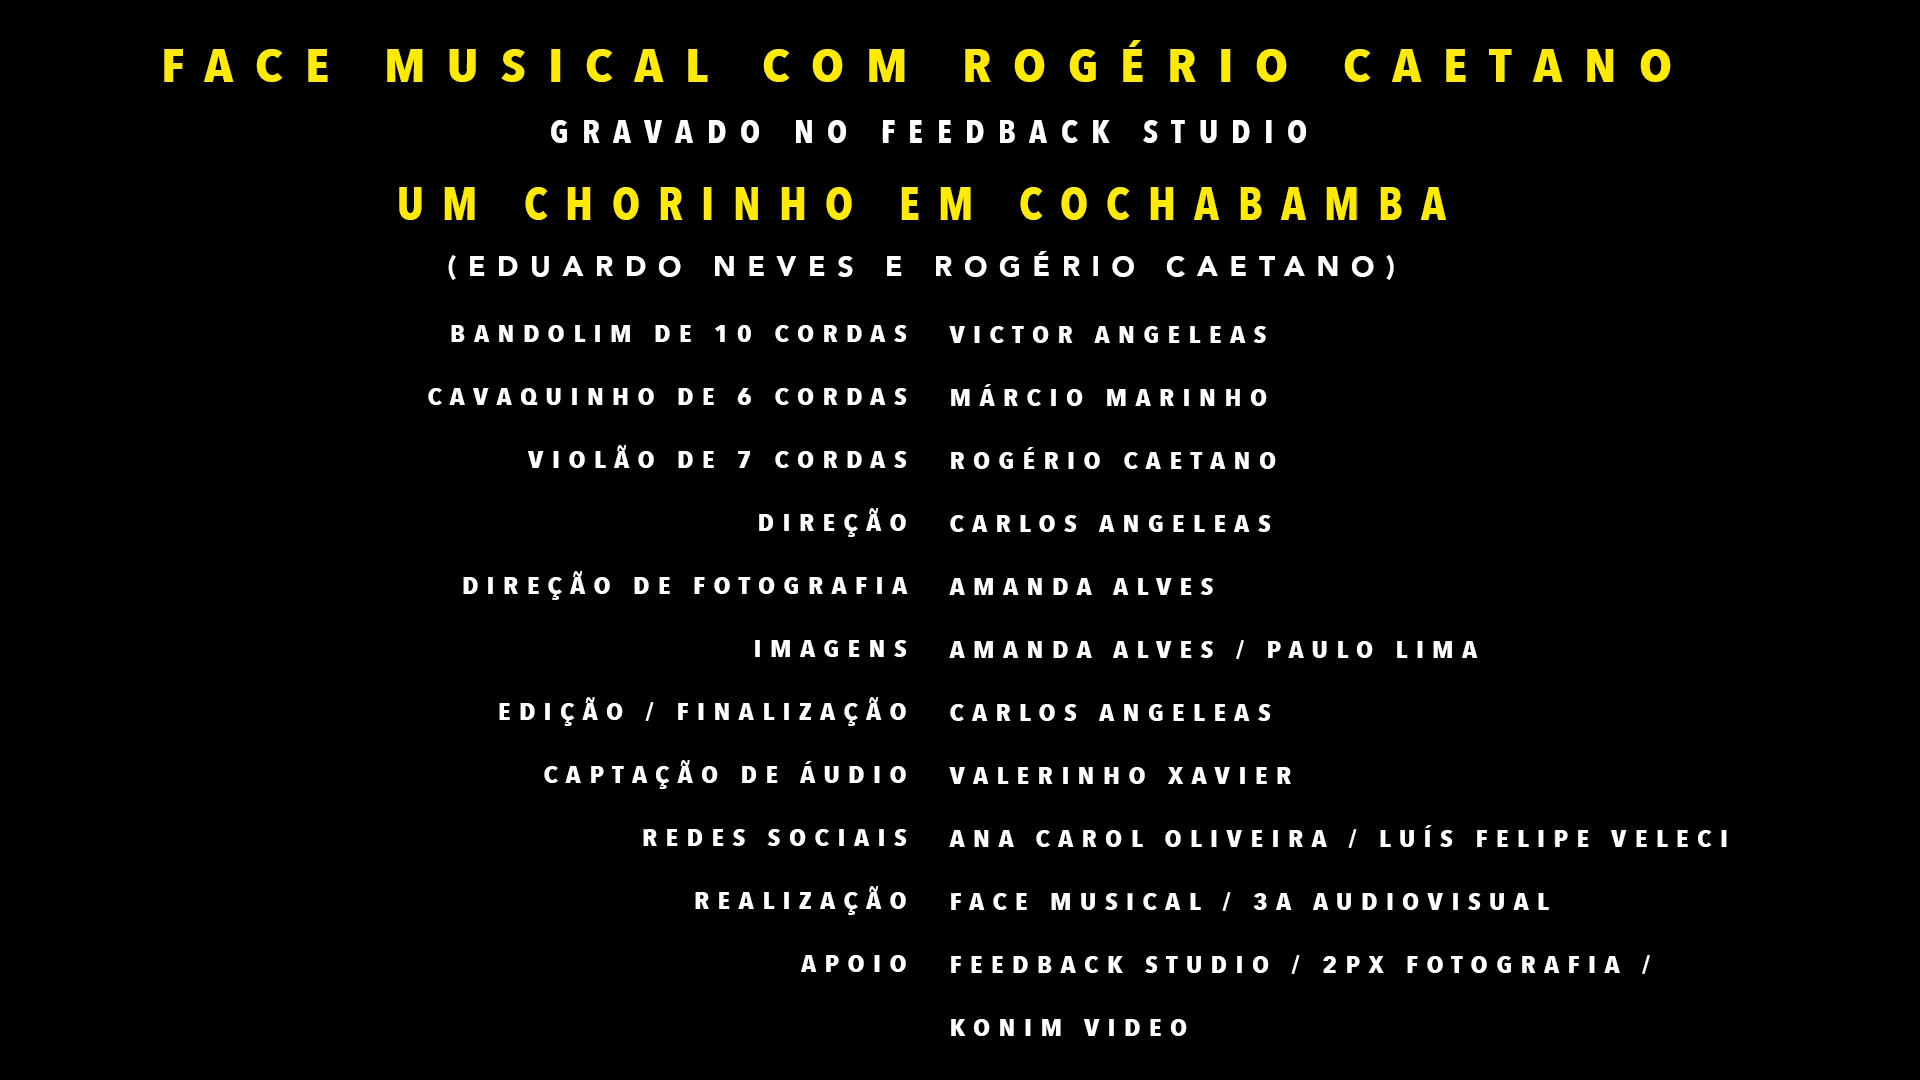 FACE MUSICAL COM ROGÉRIO CAETANO
GRAVADO NO FEEDBACK STUDIO
UM CHORINHO EM COCHABAMBA
(EDUARDO NEVES E ROGÉRIO CAETANO)
BANDOLIM DE 10 CORDAS VICTOR ANGELEAS
CAVAQUINHO DE 6 CORDAS MÁRCIO MARINHO
VIOLÃO DE 7 CORDAS ROGÉRIO CAETANO
DIREÇÃO CARLOS ANGELEAS
DIREÇÃO DE FOTOGRAFIA AMANDA ALVES
IMAGENS AMANDA ALVES / PAULO LIMA
EDIÇÃO / FINALIZAÇÃO CARLOS ANGELEAS
CAPTAÇÃO DE ÁUDIO VALERINHO XAVIER
REDES SOCIAIS ANA CAROL OLIVEIRA / LUÍS FELIPE VELECI
REALIZAÇÃO FACE MUSICAL / 3A AUDIOVISUAL
APOIO FEEDBACK STUDIO / 2PX FOTOGRAFIA /
KONIM VIDEO